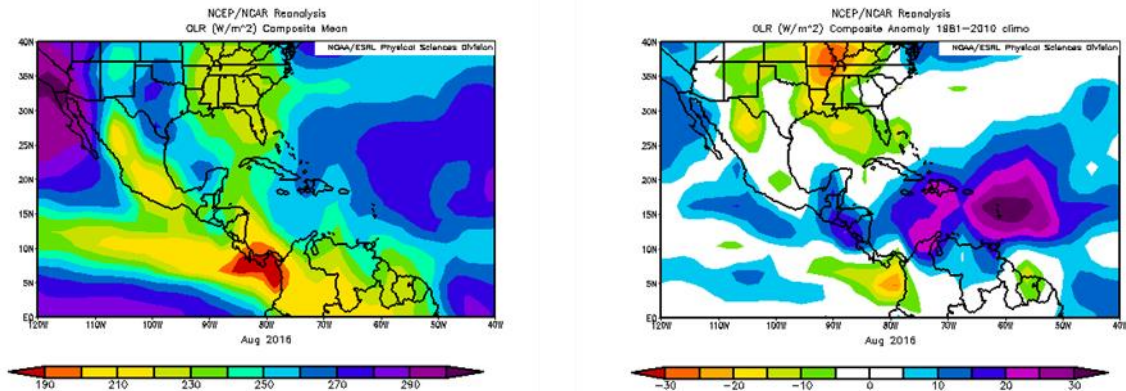 NCEP/NCAR Reanalysis
OLR (W/m^2) Composite Mean
NOAA/ESRL Physical Sciences Division
40N
35N
30N
25N
20N
15N
10N
5N
EQ
120W 110W 100W 90W 80W 70W 60W 50W 40W
Aug 2016
190 210 230 250 270 290
NCEP/NCAR Reanalysis
OLR (W/m^2) Composite Anomaly 1981-2010 climo
NOAA/ESRL Physical Sciences Division
40N
35N
30N
25N
20N
15N
10N
5N
EQ
120W 110W 100W 90W 80W 70W 60W 50W 40W
Aug 2016
-30 -20 -10 0 10 20 30